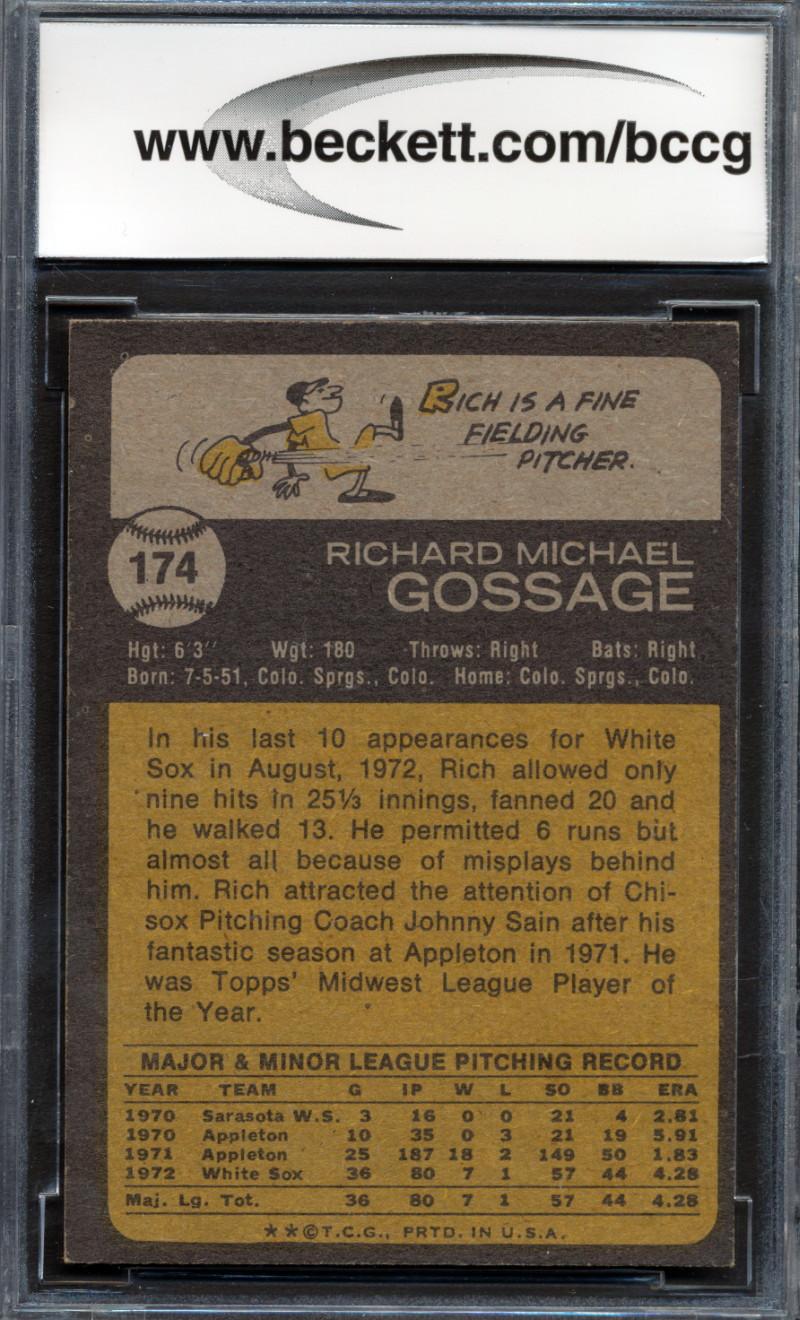 www.beckett.com/bccg
RICH IS A FINE
FIELDING
PITCHER.
174
RICHARD MICHAEL
GOSSAGE
Hgt: 6'3" Wgt: 180 Throws: Right Bats: Right
Born: 7-5-51, Colo. Sprgs., Colo. Home: Colo. Sprgs., Colo.
In his last 10 appearances for White
Sox in August, 1972, Rich allowed only
nine hits in 25⅓ innings, fanned 20 and
he walked 13. He permitted 6 runs but
almost all because of misplays behind
him. Rich attracted the attention of Chi-
sox Pitching Coach Johnny Sain after his
fantastic season at Appleton in 1971. He
was Topps' Midwest League Player of
the Year.
MAJOR & MINOR LEAGUE PITCHING RECORD
YEAR TEAM G IP W L SO BB ERA
1970 Sarasota W.S. 3 16 0 0 21 4 2.81
1970 Appleton 10 35 0 3 21 19 5.91
1971 Appleton 25 187 18 2 149 50 1.83
1972 White Sox 36 80 7 1 57 44 4.28
Maj. Lg. Tot. 36 80 7 1 57 44 4.28
**©T.C.G., PRTD. IN U.S.A.